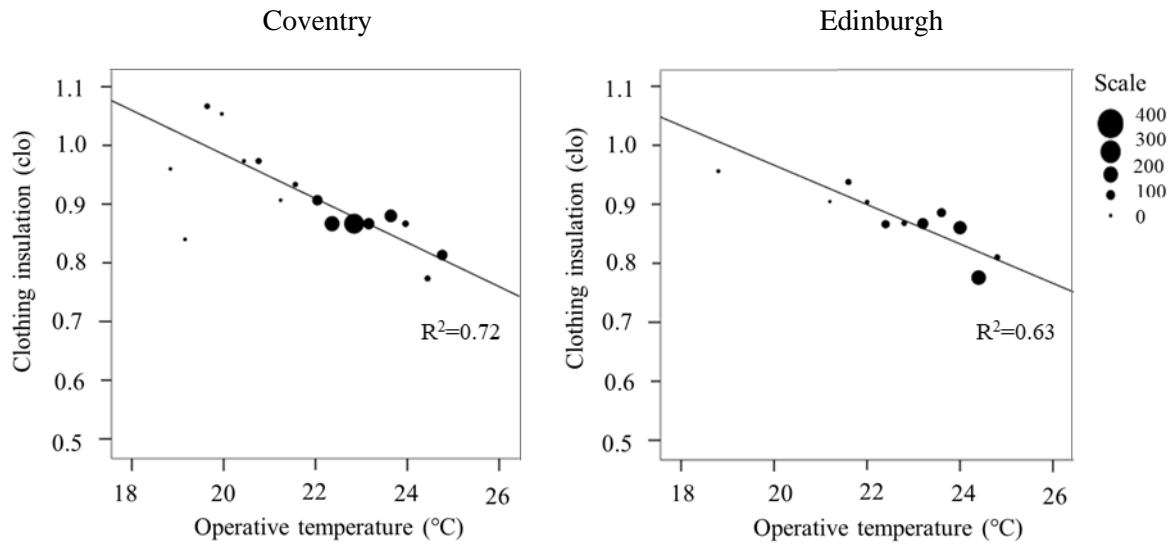 Coventry
Edinburgh
1.1
1.0
0.9
0.8
0.7
0.6
0.5
Clothing insulation (clo)
R²=0.72
18 20 22 24 26
Operative temperature (°C)
1.1
1.0
0.9
0.8
0.7
0.6
0.5
Clothing insulation (clo)
R²=0.63
18 20 22 24 26
Operative temperature (°C)
Scale
400
300
200
100
0